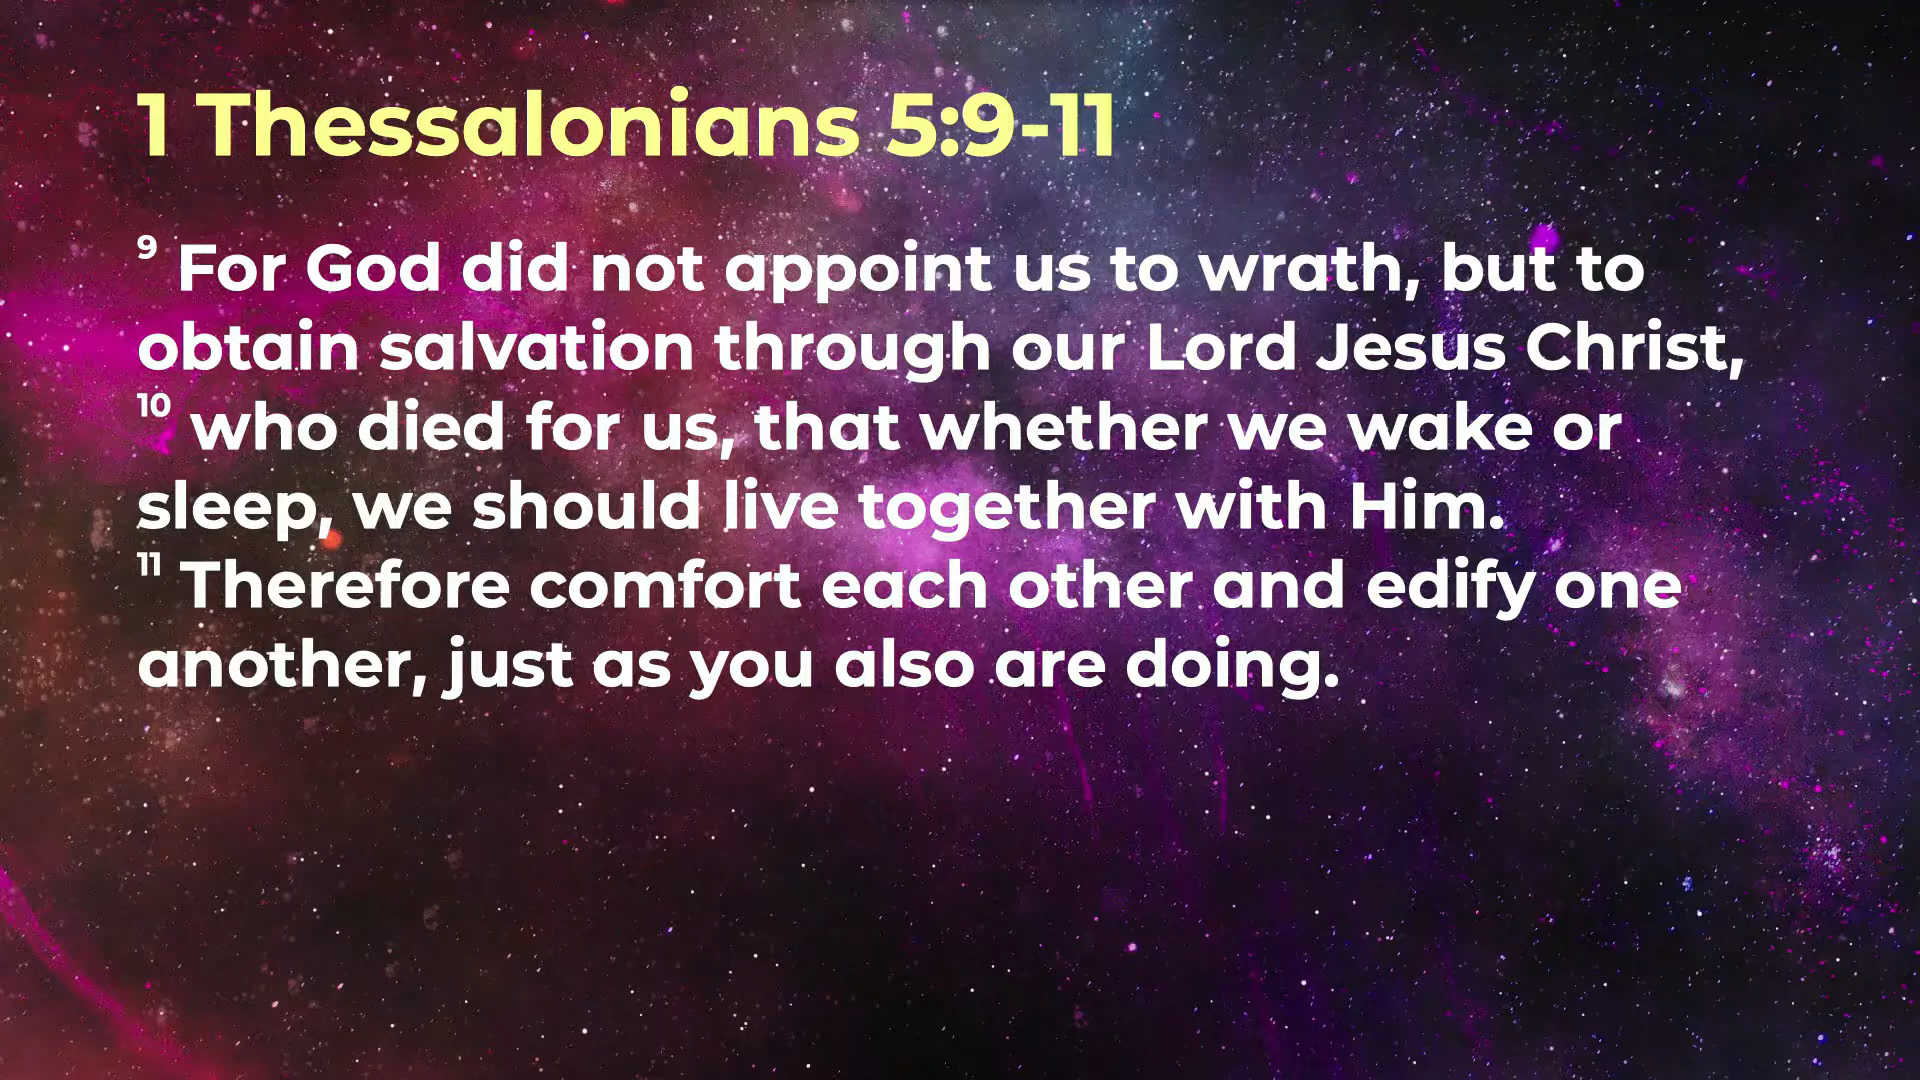 1 Thessalonians 5:9-11
9 For God did not appoint us to wrath, but to
obtain salvation through our Lord Jesus Christ,
10 who died for us, that whether we wake or
sleep, we should live together with Him.
11 Therefore comfort each other and edify one
another, just as you also are doing.